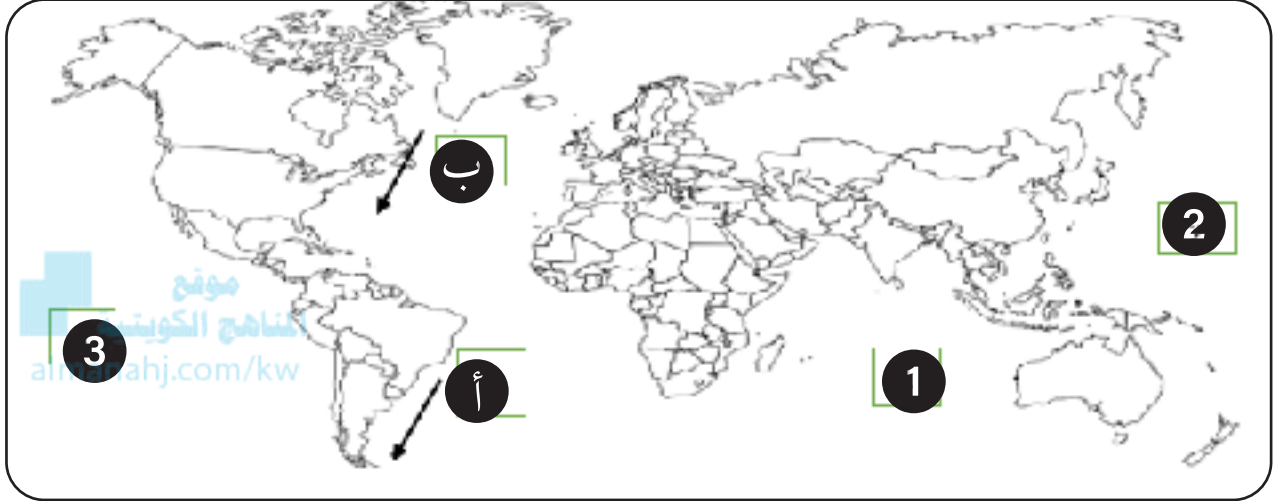 ب
2
موقع
المناهج الكويتية
3
almanahj.com/kw
أ
1